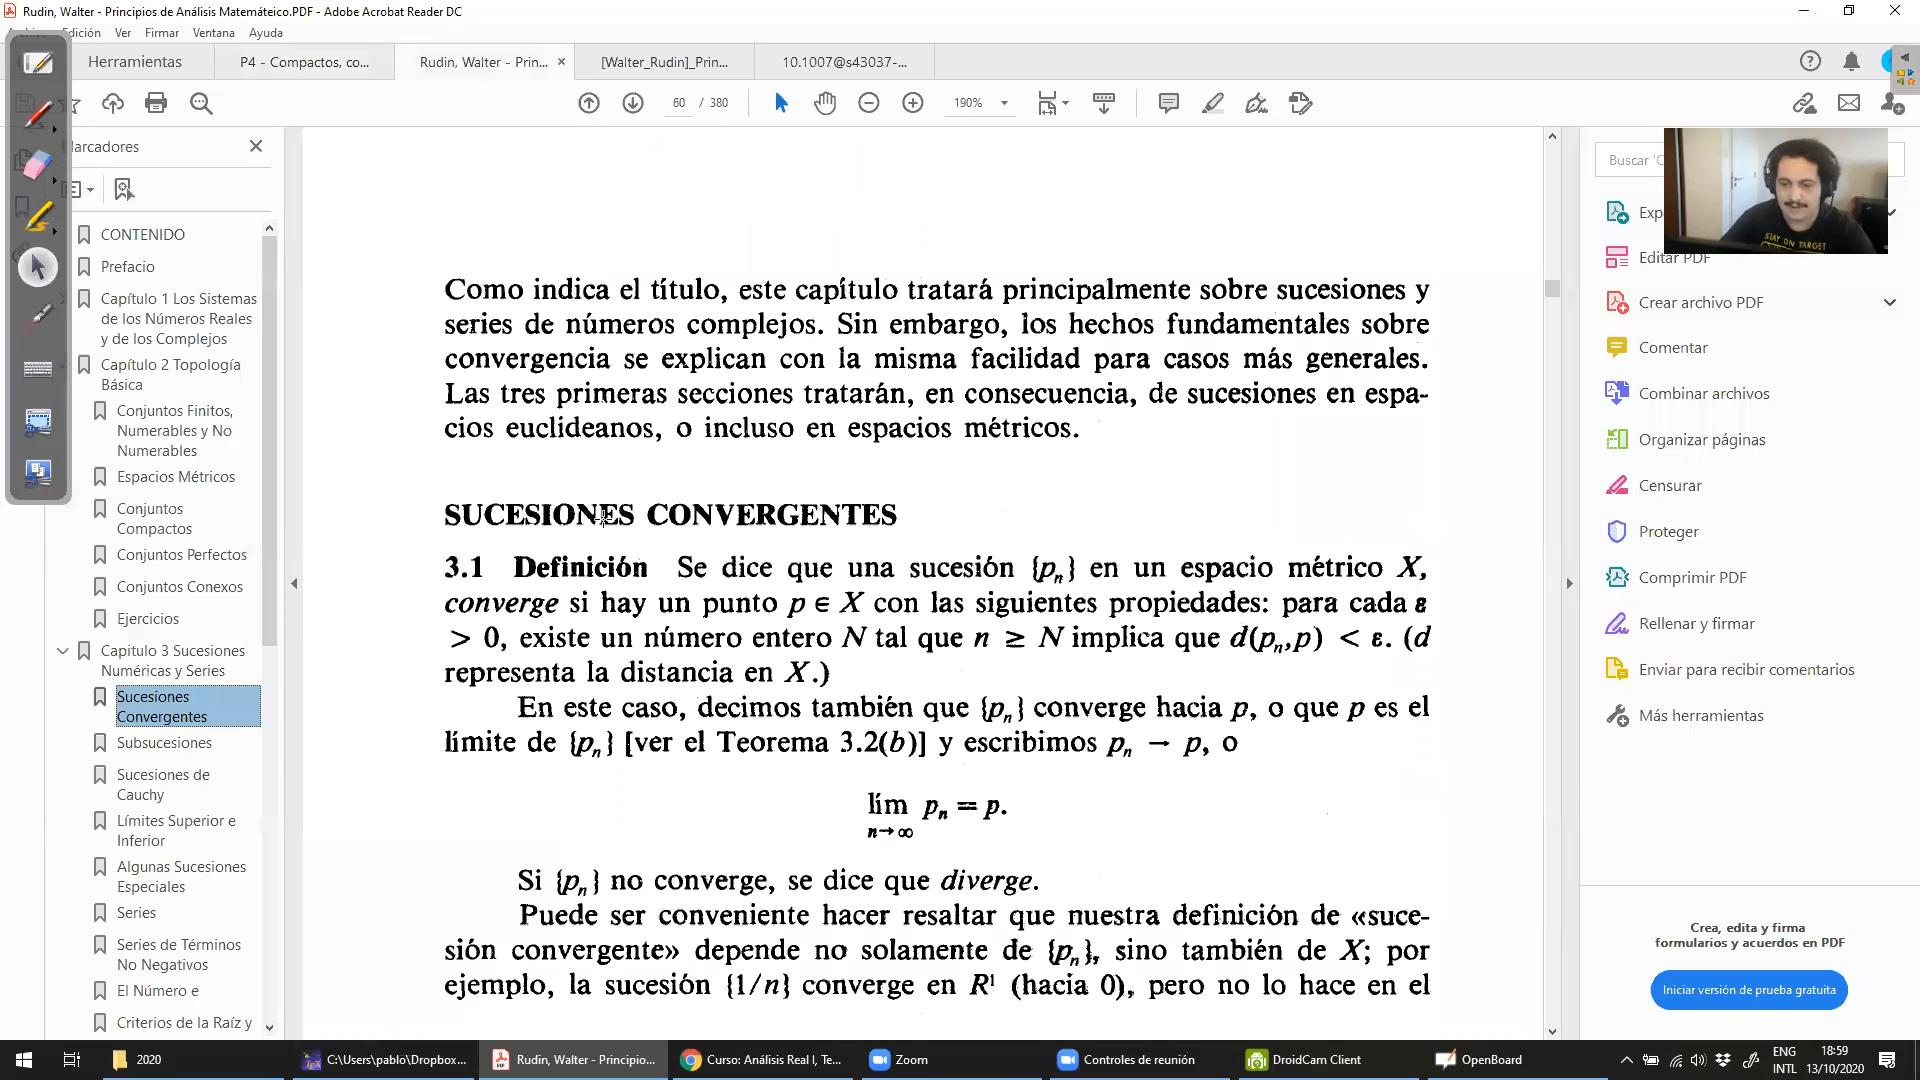 Rudin, Walter - Principios de Análisis Matemáteico.PDF - Adobe Acrobat Reader DC
Edición Ver Firmar Ventana Ayuda
Herramientas
P4 - Compactos, co...
Rudin, Walter - Prin...
[Walter_Rudin]_Prin...
10.1007@s43037-...
60 / 380
190%
Marcadores
CONTENIDO
Prefacio
Capítulo 1 Los Sistemas
de los Números Reales
y de los Complejos
Capítulo 2 Topología
Básica
Conjuntos Finitos,
Numerables y No
Numerables
Espacios Métricos
Conjuntos
Compactos
Conjuntos Perfectos
Conjuntos Conexos
Ejercicios
Capitulo 3 Sucesiones
Numéricas y Series
Sucesiones
Convergentes
Subsucesiones
Sucesiones de
Cauchy
Límites Superior e
Inferior
Algunas Sucesiones
Especiales
Series
Series de Términos
No Negativos
El Número e
Criterios de la Raíz y
Como indica el título, este capítulo tratará principalmente sobre sucesiones y
series de números complejos. Sin embargo, los hechos fundamentales sobre
convergencia se explican con la misma facilidad para casos más generales.
Las tres primeras secciones tratarán, en consecuencia, de sucesiones en espa-
cios euclídeanos, o incluso en espacios métricos.
SUCESIONES CONVERGENTES
3.1 Definición Se dice que una sucesión {pₙ} en un espacio métrico X,
converge si hay un punto p ∈ X con las siguientes propiedades: para cada ε
> 0, existe un número entero N tal que n ≥ N implica que d(pₙ,p) < ε. (d
representa la distancia en X.)
En este caso, decimos también que {pₙ} converge hacia p, o que p es el
límite de {pₙ} [ver el Teorema 3.2(b)] y escribimos pₙ → p, o
lím pₙ = p.
n→∞
Si {pₙ} no converge, se dice que diverge.
Puede ser conveniente hacer resaltar que nuestra definición de «suce-
sión convergente» depende no solamente de {pₙ}, sino también de X; por
ejemplo, la sucesión {1/n} converge en R¹ (hacia 0), pero no lo hace en el
Buscar 'C
STAY ON TARGET
Exp
Editar PDF
Crear archivo PDF
Comentar
Combinar archivos
Organizar páginas
Censurar
Proteger
Comprimir PDF
Rellenar y firmar
Enviar para recibir comentarios
Más herramientas
Crea, edita y firma
formularios y acuerdos en PDF
Iniciar versión de prueba gratuita
2020
C:\Users\pablo\Dropbox...
Rudin, Walter - Principio...
Curso: Análisis Real I, Te...
Zoom
Controles de reunión
DroidCam Client
OpenBoard
ENG
INTL
18:59
13/10/2020